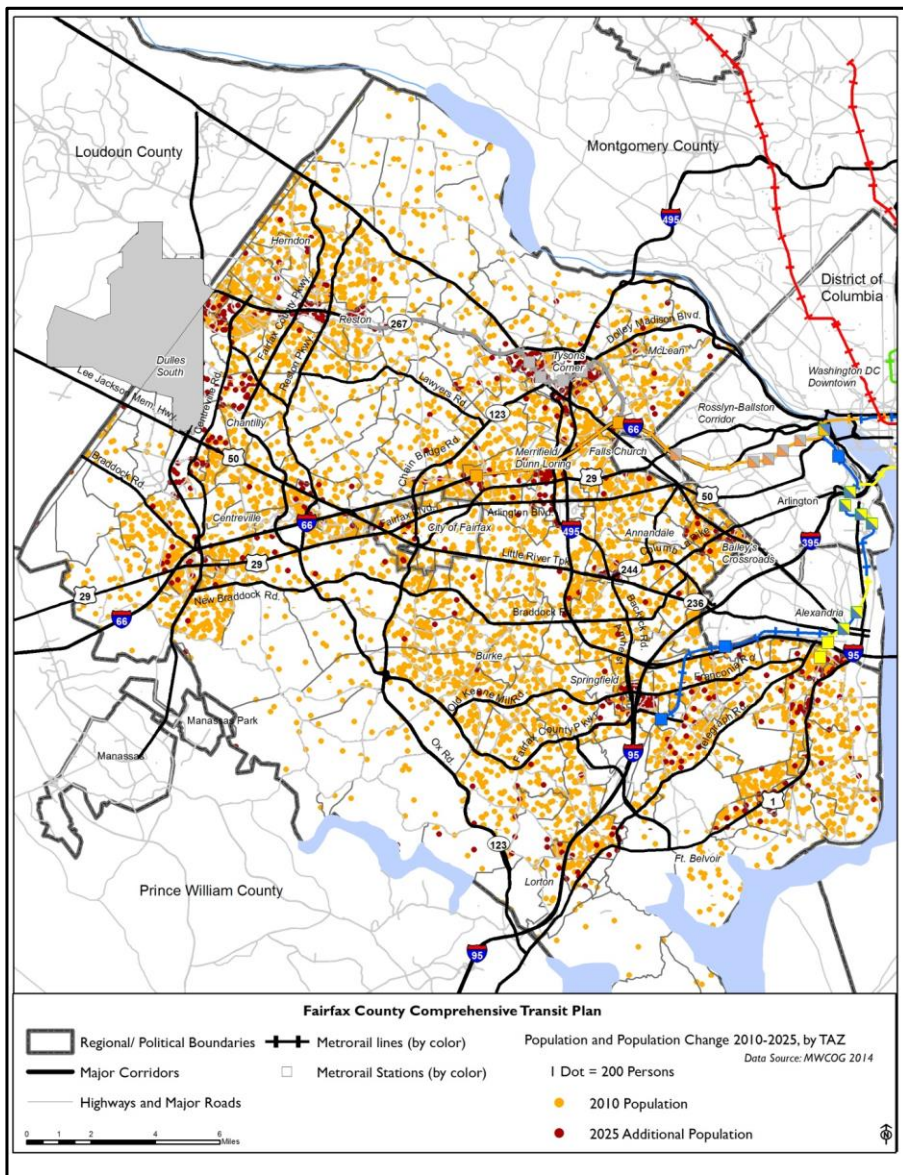 Montgomery County
Loudoun County
495
Herndon
District of
Columbia
Fairfax County Pkwy.
Reston
267
Dolley Madison Blvd.
McLean
Tysons
Corner
Reston Pkwy.
Dulles
South
Washington DC
Downtown
Lee Jackson Mem. Hwy.
Centreville Rd.
Lawyers Rd.
Rosslyn-Ballston
Corridor
123
Chantilly
66
Falls Church
50
Chain Bridge Rd.
Merrifield/
Dunn Loring
29
Braddock Rd.
50
Centreville
Arlington Blvd.
Arlington
66
Fairfax Blvd.
City of Fairfax
495
Annandale
395
Columbia Pike
Bailey's
Crossroads
29
Little River Tpk.
244
29
New Braddock Rd.
236
66
Braddock Rd.
Backlick Rd.
Alexandria
Amherst
95
Burke
Franconia Rd.
Springfield
Old Keene Mill Rd.
Manassas Park
Telegraph Rd.
Fairfax
County Pkwy.
Manassas
Ox Rd.
95
1
123
Ft. Belvoir
Prince William County
Lorton
95
Fairfax County Comprehensive Transit Plan
Regional/ Political Boundaries
Metrorail lines (by color)
Population and Population Change 2010-2025, by TAZ
Data Source: MWCOG 2014
Major Corridors
Metrorail Stations (by color)
1 Dot = 200 Persons
Highways and Major Roads
2010 Population
0 1 2 4 6
Miles
2025 Additional Population
N